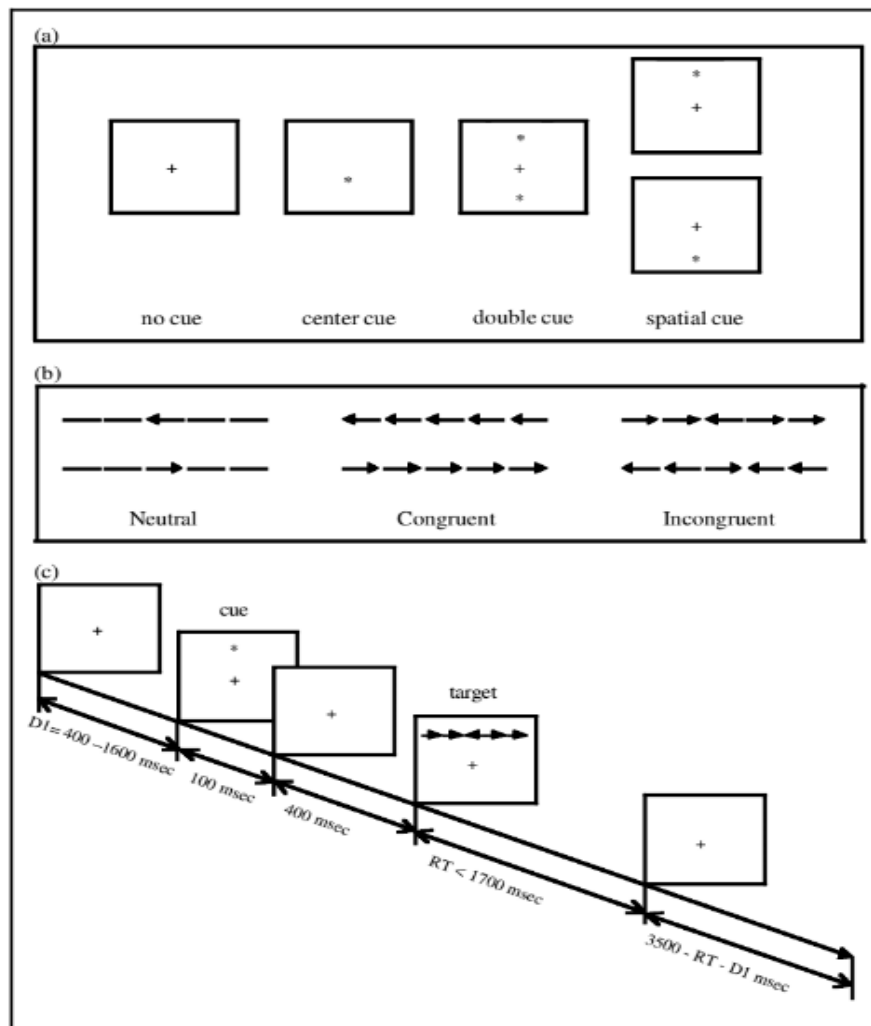 (a)
no cue center cue double cue spatial cue
(b)
Neutral Congruent Incongruent
(c)
cue
target
D1= 400 –1600 msec
100 msec
400 msec
RT < 1700 msec
3500 - RT - D1 msec